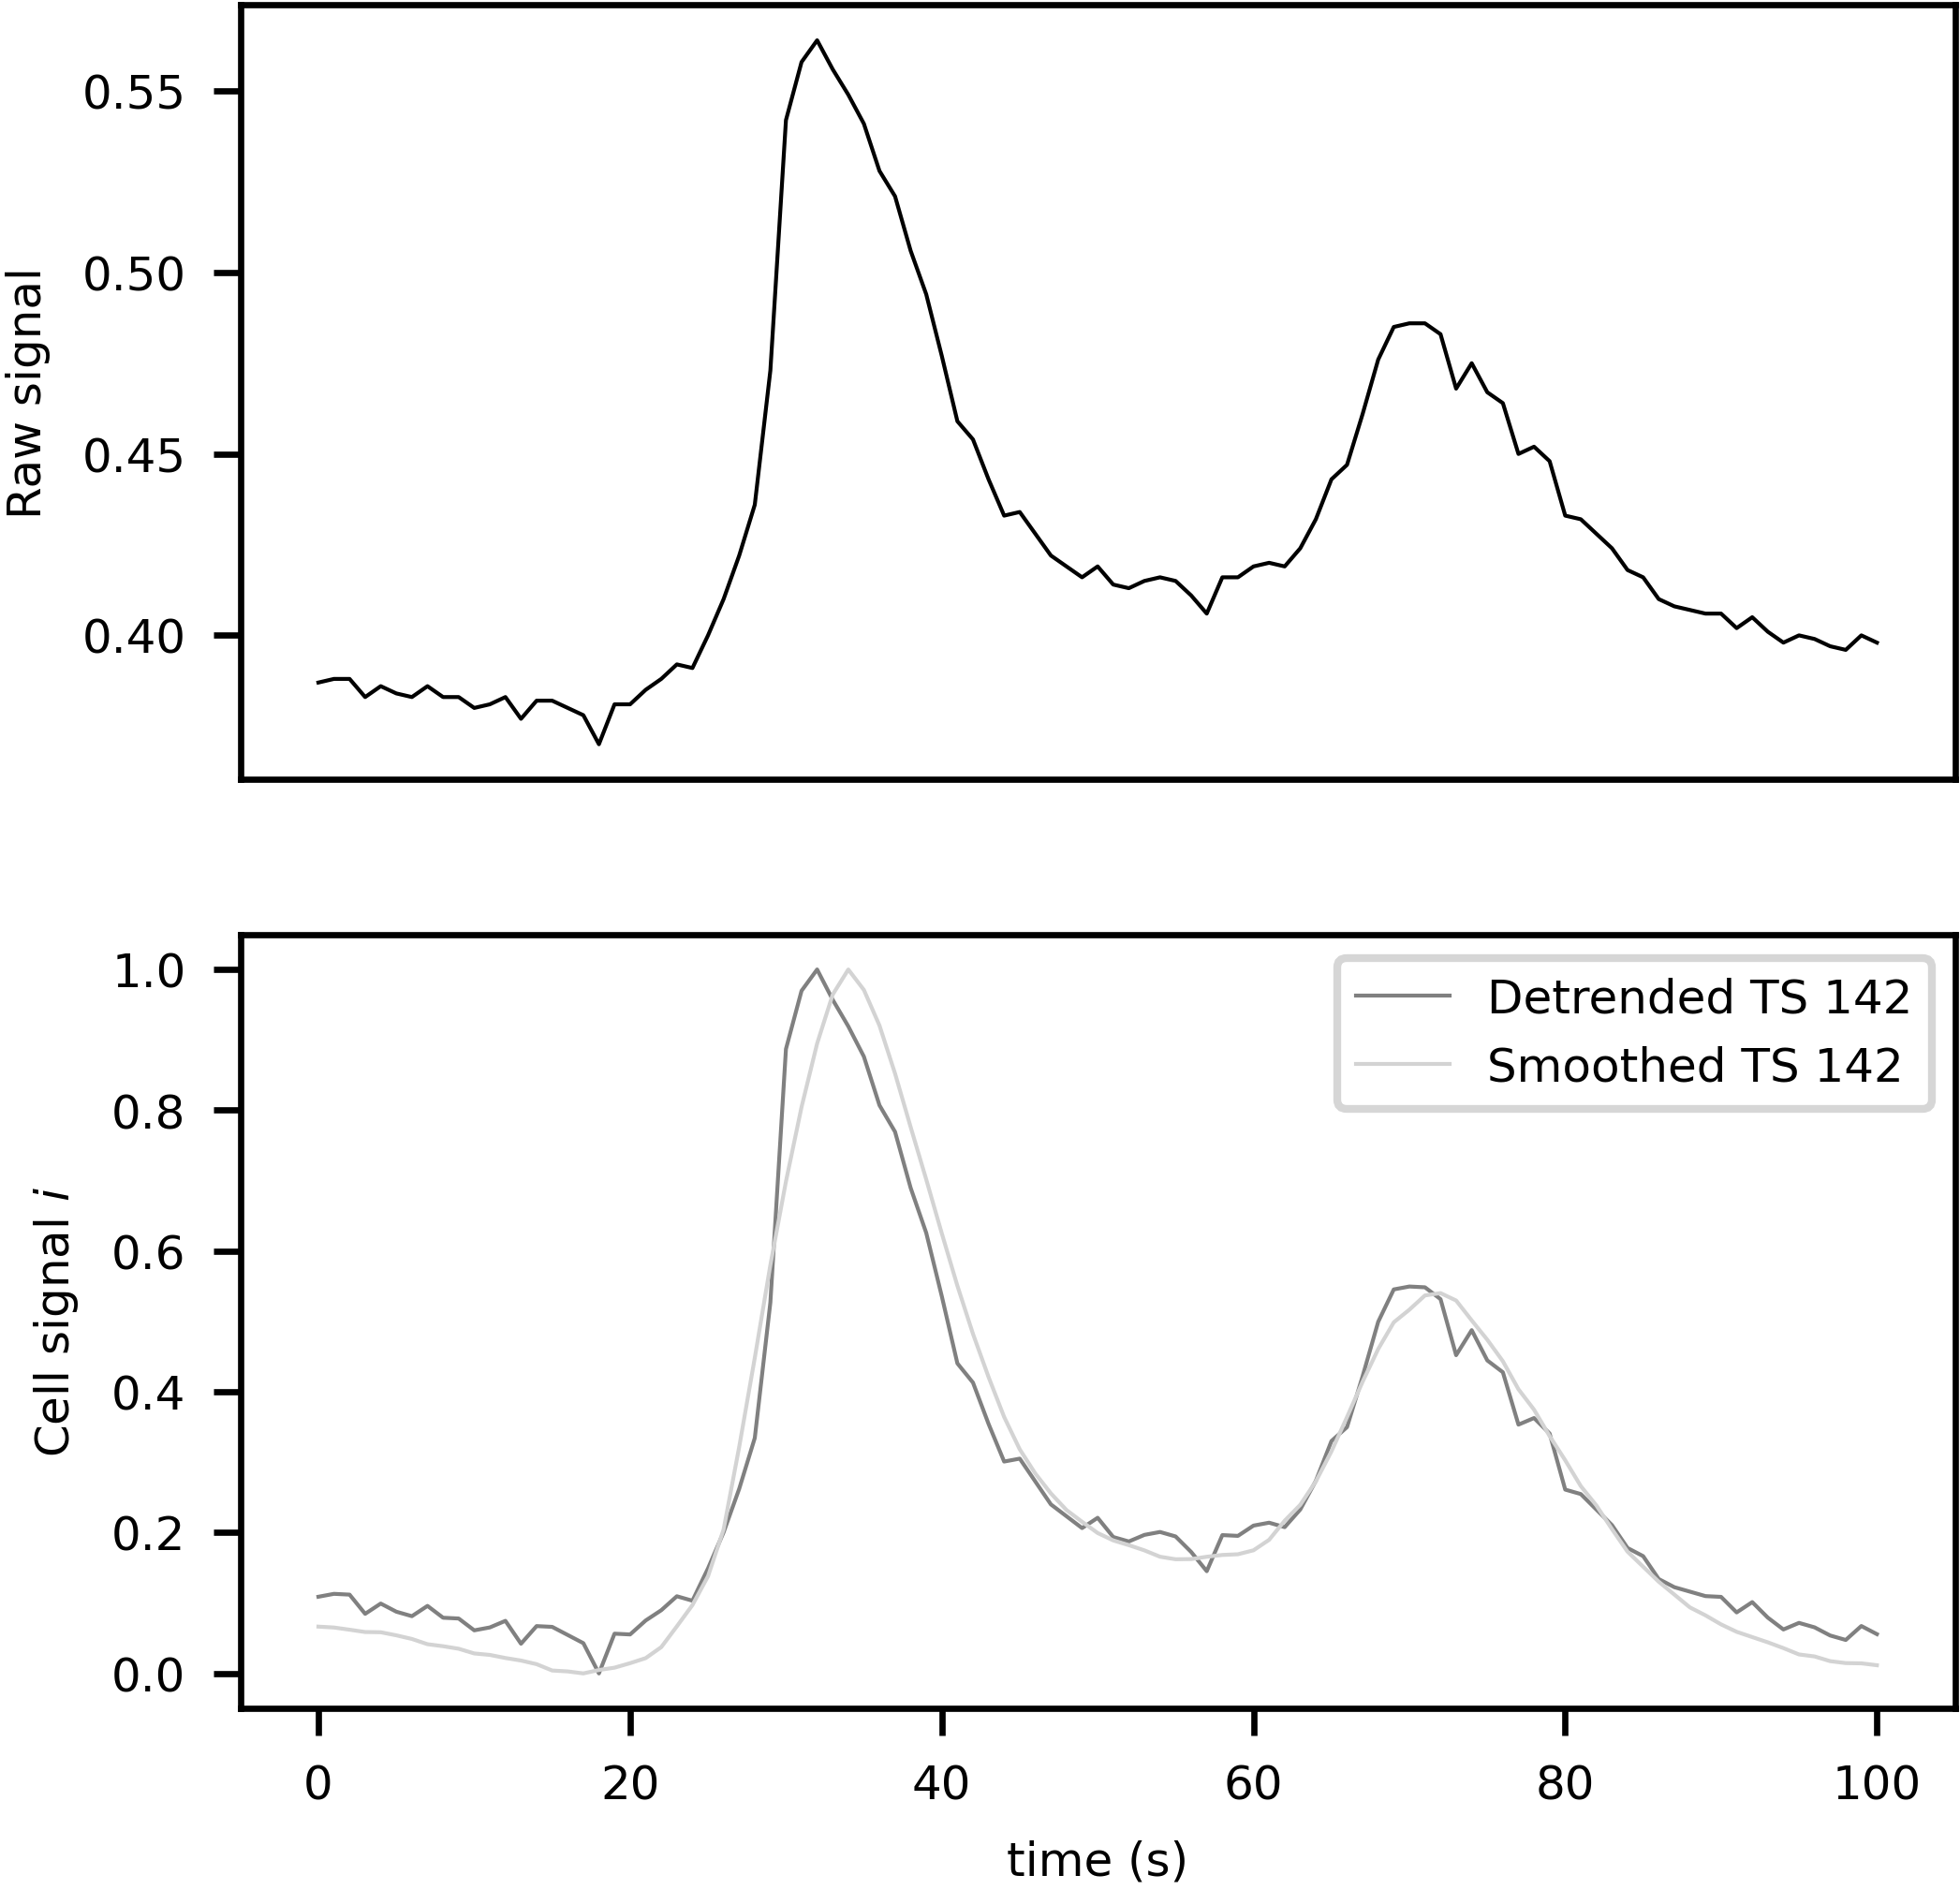 Raw signal
0.55
0.50
0.45
0.40
Cell signal i
1.0
0.8
0.6
0.4
0.2
0.0
Detrended TS 142
Smoothed TS 142
0 20 40 60 80 100
time (s)